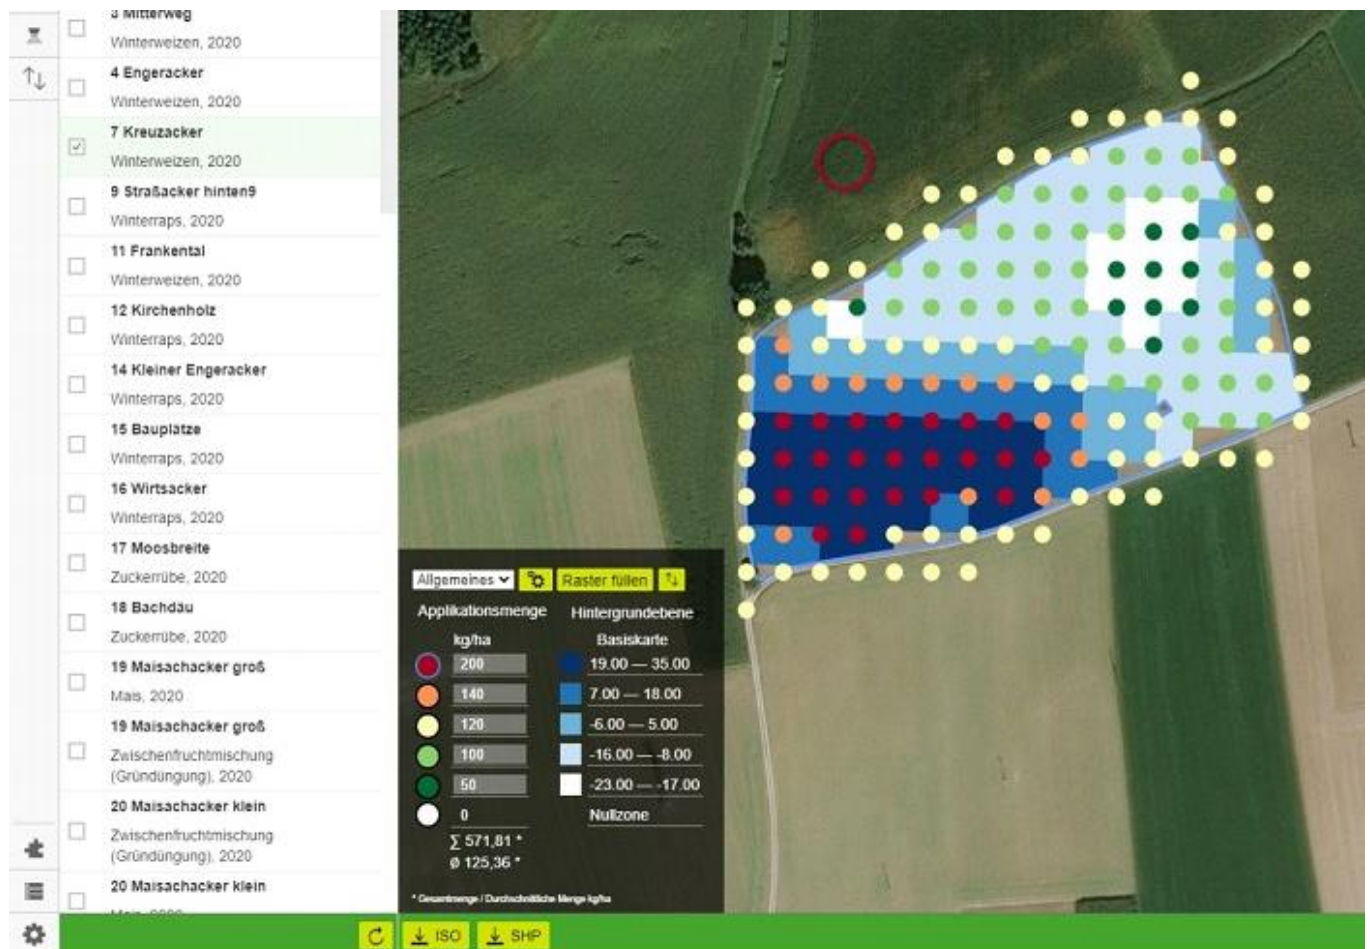 3 Mitterweg
Winterweizen, 2020
4 Engeracker
Winterweizen, 2020
7 Kreuzacker
Winterweizen, 2020
9 Straßacker hinten9
Winterraps, 2020
11 Frankental
Winterweizen, 2020
12 Kirchenholz
Winterraps, 2020
14 Kleiner Engeracker
Winterraps, 2020
15 Bauplätze
Winterraps, 2020
16 Wirtsacker
Winterraps, 2020
17 Moosbreite
Zuckerrübe, 2020
18 Bachdäu
Zuckerrübe, 2020
19 Maisachacker groß
Mais, 2020
19 Maisachacker groß
Zwischenfruchtmischung
(Gründüngung), 2020
20 Maisachacker klein
Zwischenfruchtmischung
(Gründüngung), 2020
20 Maisachacker klein
Mais, 2020
Allgemeines
Raster füllen
Applikationsmenge Hintergrundebene
kg/ha Basiskarte
200 19.00 — 35.00
140 7.00 — 18.00
120 -6.00 — 5.00
100 -16.00 — -8.00
50 -23.00 — -17.00
0 Nullzone
∑ 571,81 *
ø 125,36 *
* Gesamtmenge / Durchschnittliche Menge kg/ha
ISO SHP